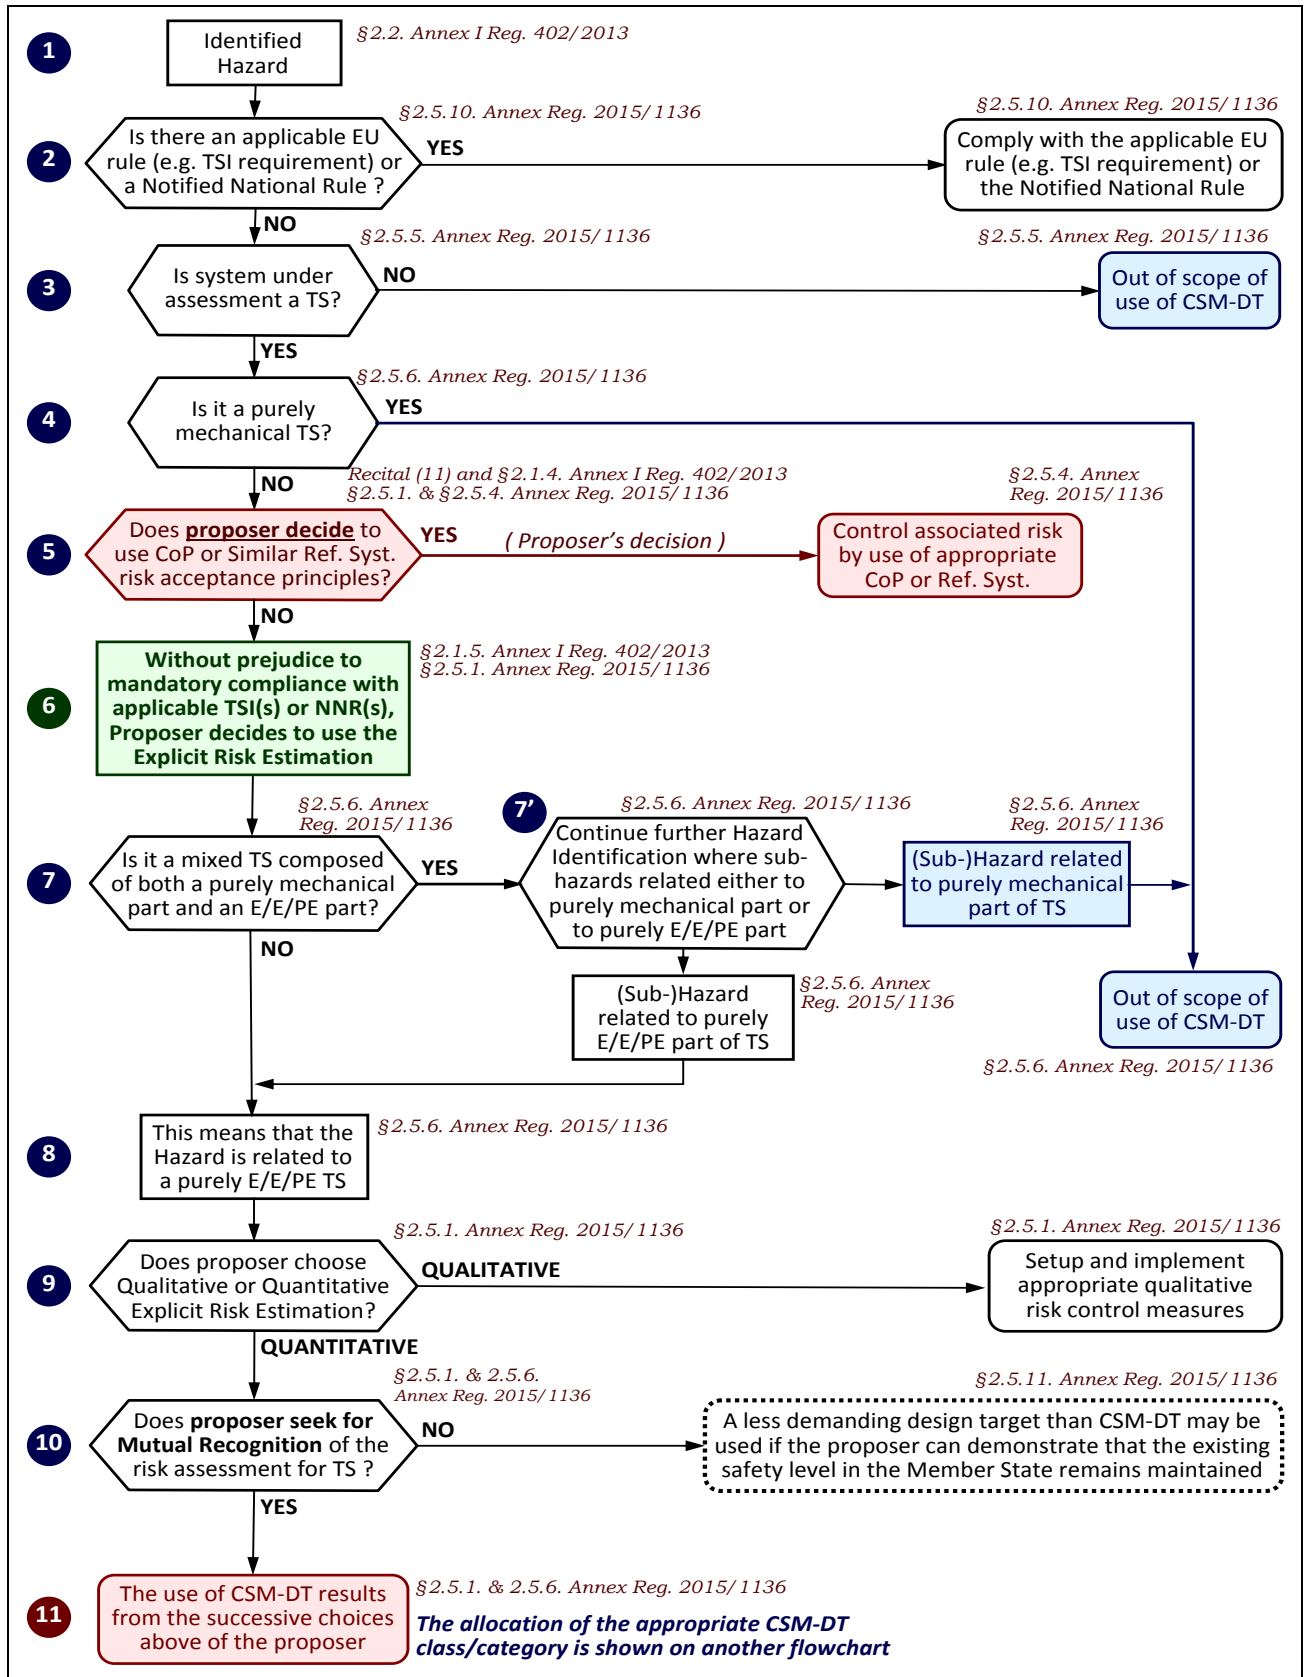 1
Identified
Hazard
§2.2. Annex I Reg. 402/2013
2
Is there an applicable EU
rule (e.g. TSI requirement) or
a Notified National Rule ?
§2.5.10. Annex Reg. 2015/1136
YES
§2.5.10. Annex Reg. 2015/1136
Comply with the applicable EU
rule (e.g. TSI requirement) or
the Notified National Rule
NO
3
Is system under
assessment a TS?
§2.5.5. Annex Reg. 2015/1136
NO
§2.5.5. Annex Reg. 2015/1136
Out of scope of
use of CSM-DT
YES
4
Is it a purely
mechanical TS?
§2.5.6. Annex Reg. 2015/1136
YES
NO
5
Does proposer decide to
use CoP or Similar Ref. Syst.
risk acceptance principles?
Recital (11) and §2.1.4. Annex I Reg. 402/2013
§2.5.1. & §2.5.4. Annex Reg. 2015/1136
YES
( Proposer's decision )
§2.5.4. Annex
Reg. 2015/1136
Control associated risk
by use of appropriate
CoP or Ref. Syst.
NO
6
Without prejudice to
mandatory compliance with
applicable TSI(s) or NNR(s),
Proposer decides to use the
Explicit Risk Estimation
§2.1.5. Annex I Reg. 402/2013
§2.5.1. Annex Reg. 2015/1136
7
Is it a mixed TS composed
of both a purely mechanical
part and an E/E/PE part?
§2.5.6. Annex
Reg. 2015/1136
YES
7’
§2.5.6. Annex Reg. 2015/1136
Continue further Hazard
Identification where sub-
hazards related either to
purely mechanical part or
to purely E/E/PE part
§2.5.6. Annex
Reg. 2015/1136
(Sub-)Hazard related
to purely mechanical
part of TS
NO
(Sub-)Hazard
related to purely
E/E/PE part of TS
§2.5.6. Annex
Reg. 2015/1136
Out of scope of
use of CSM-DT
§2.5.6. Annex Reg. 2015/1136
8
This means that the
Hazard is related to
a purely E/E/PE TS
§2.5.6. Annex Reg. 2015/1136
9
Does proposer choose
Qualitative or Quantitative
Explicit Risk Estimation?
§2.5.1. Annex Reg. 2015/1136
QUALITATIVE
§2.5.1. Annex Reg. 2015/1136
Setup and implement
appropriate qualitative
risk control measures
QUANTITATIVE
10
Does proposer seek for
Mutual Recognition of the
risk assessment for TS ?
§2.5.1. & 2.5.6.
Annex Reg. 2015/1136
NO
§2.5.11. Annex Reg. 2015/1136
A less demanding design target than CSM-DT may be
used if the proposer can demonstrate that the existing
safety level in the Member State remains maintained
YES
11
The use of CSM-DT results
from the successive choices
above of the proposer
§2.5.1. & 2.5.6. Annex Reg. 2015/1136
The allocation of the appropriate CSM-DT
class/category is shown on another flowchart